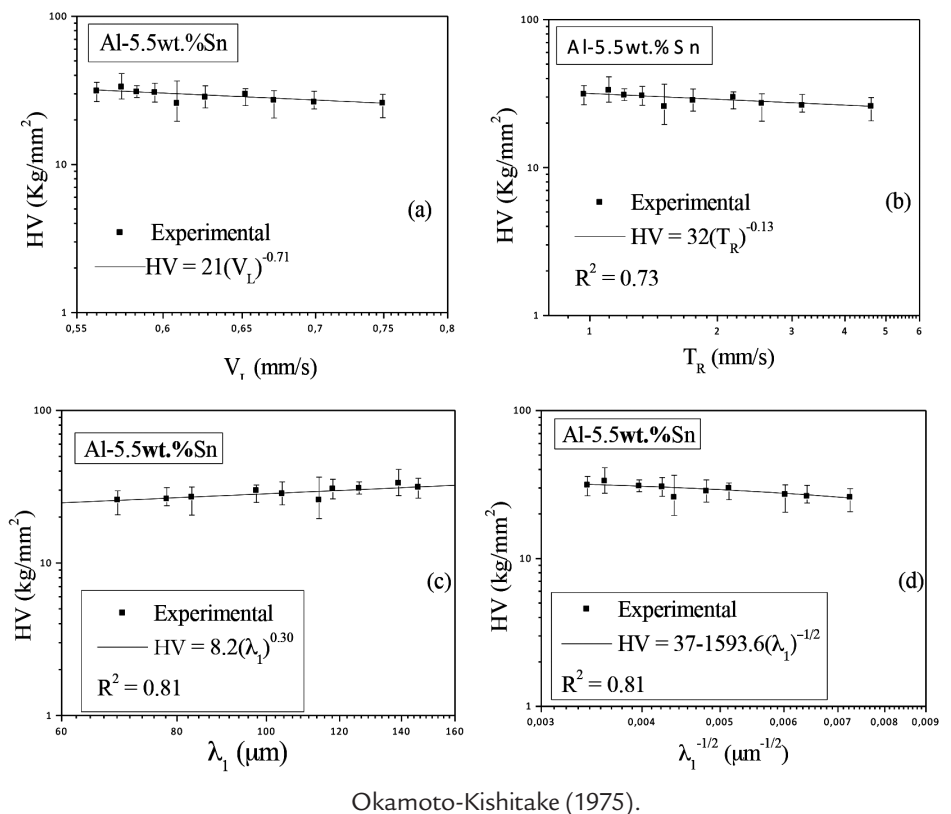 Al-5.5wt.%Sn
HV (Kg/mm²)
100
10
1
(a)
Experimental
HV = 21(V_L)^-0.71
0,55 0,6 0,65 0,7 0,75 0,8
V_L (mm/s)
Al-5.5wt.% S n
HV (Kg/mm²)
100
10
1
(b)
Experimental
HV = 32(T_R)^-0.13
R² = 0.73
1 2 3 4 5 6
T_R (mm/s)
Al-5.5wt.%Sn
HV (kg/mm²)
100
10
1
(c)
Experimental
HV = 8.2(λ₁)^0.30
R² = 0.81
60 80 100 120 140 160
λ₁ (μm)
Al-5.5wt.%Sn
HV (kg/mm²)
100
10
1
(d)
Experimental
HV = 37-1593.6(λ₁)^-1/2
R² = 0.81
0,003 0,004 0,005 0,006 0,007 0,008 0,009
λ₁^-1/2 (μm^-1/2)
Okamoto-Kishitake (1975).